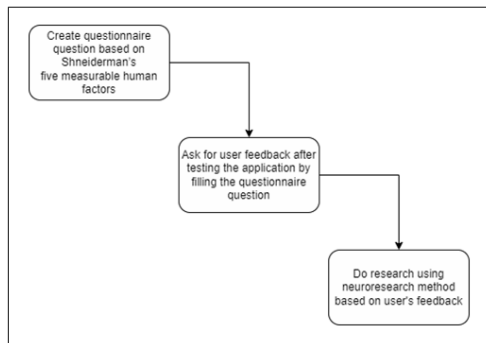 Create questionnaire
question based on
Shneiderman's
five measurable human
factors
Ask for user feedback after
testing the application by
filling the questionnaire
question
Do research using
neuroresearch method
based on user's feedback